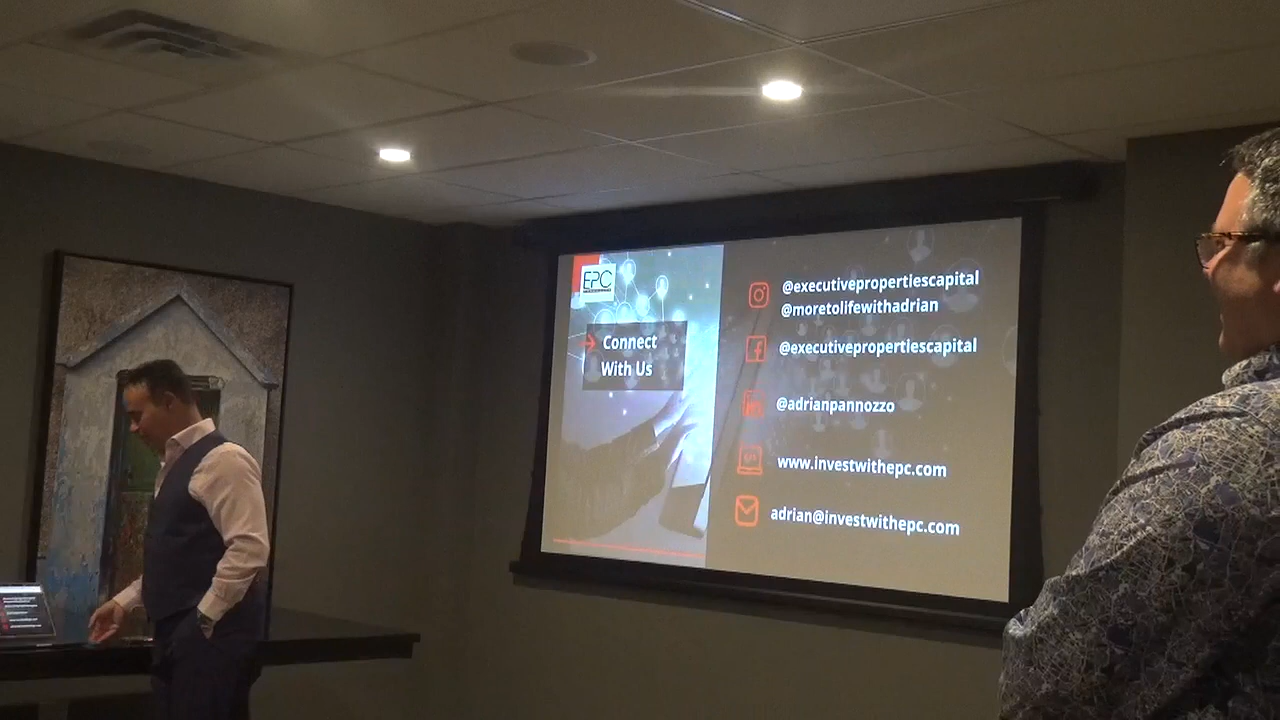 EPC
Connect
With Us
@executivepropertiescapital
@moretolifewithadrian
@executivepropertiescapital
@adrianpannozzo
www.investwithepc.com
adrian@investwithepc.com